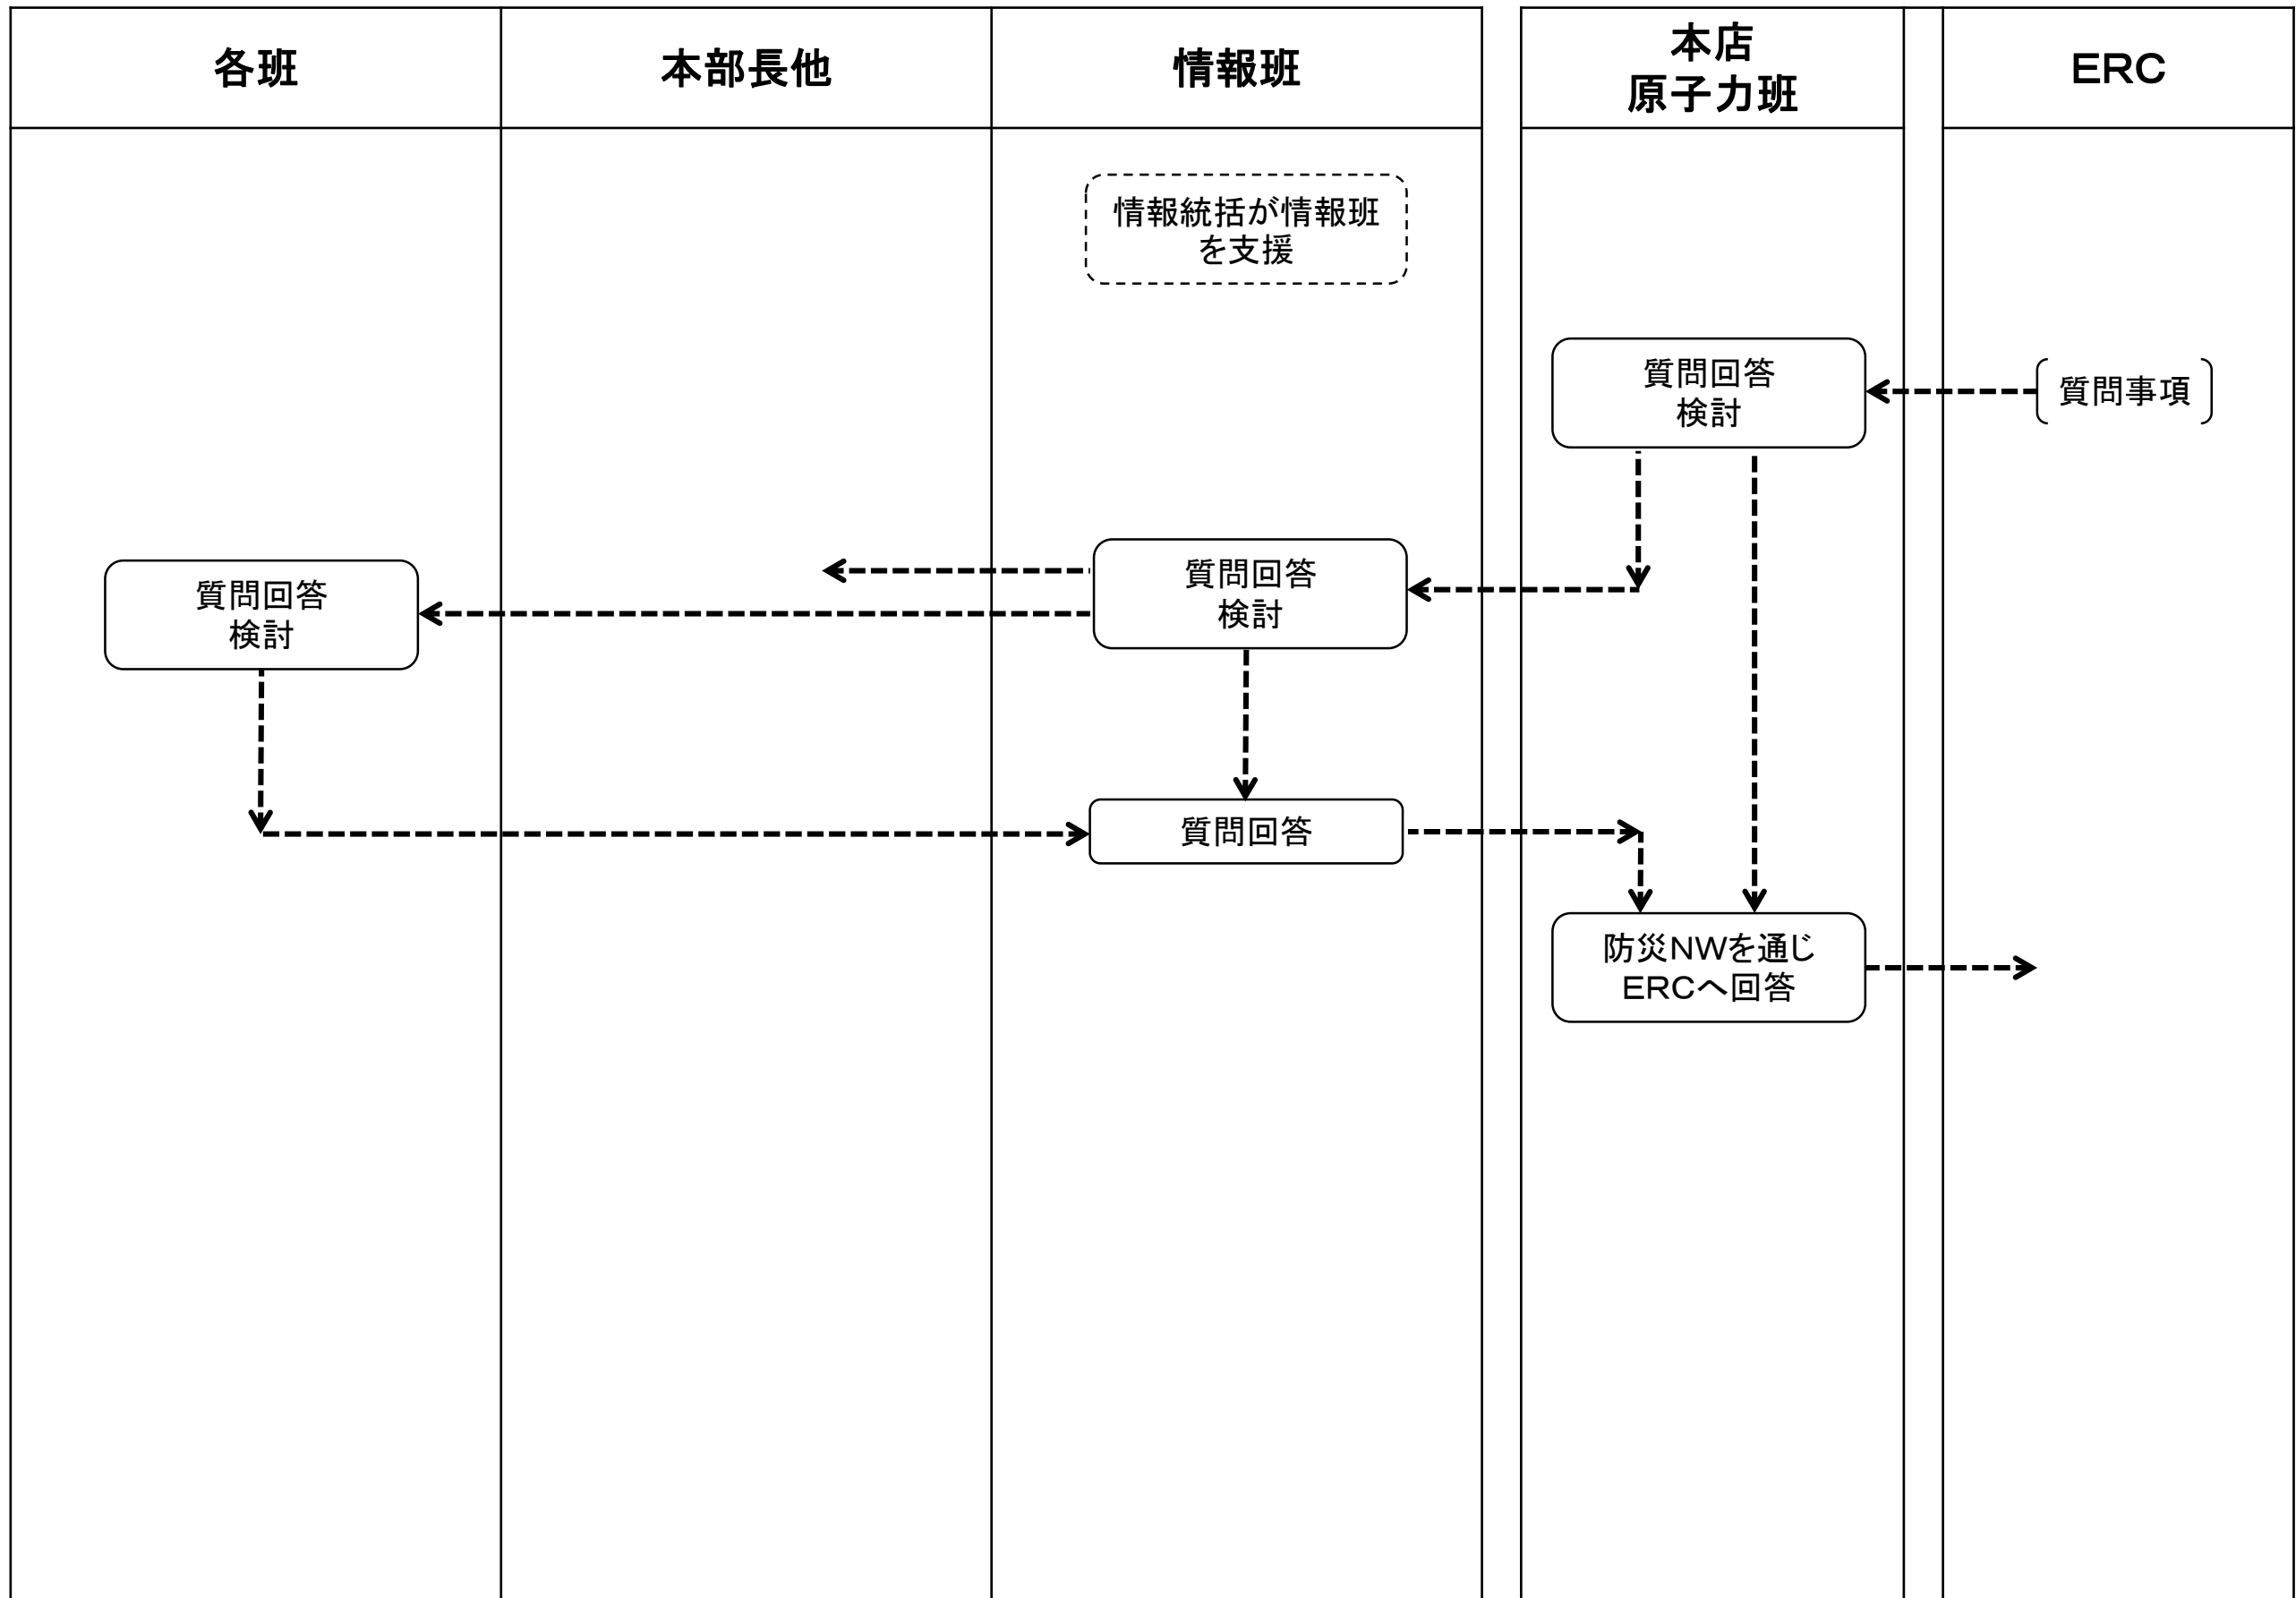 各班
本部長他
情報班
本店
原子力班
ERC
情報統括が情報班
を支援
質問回答
検討
質問事項
質問回答
検討
質問回答
検討
質問回答
防災NWを通じ
ERCへ回答